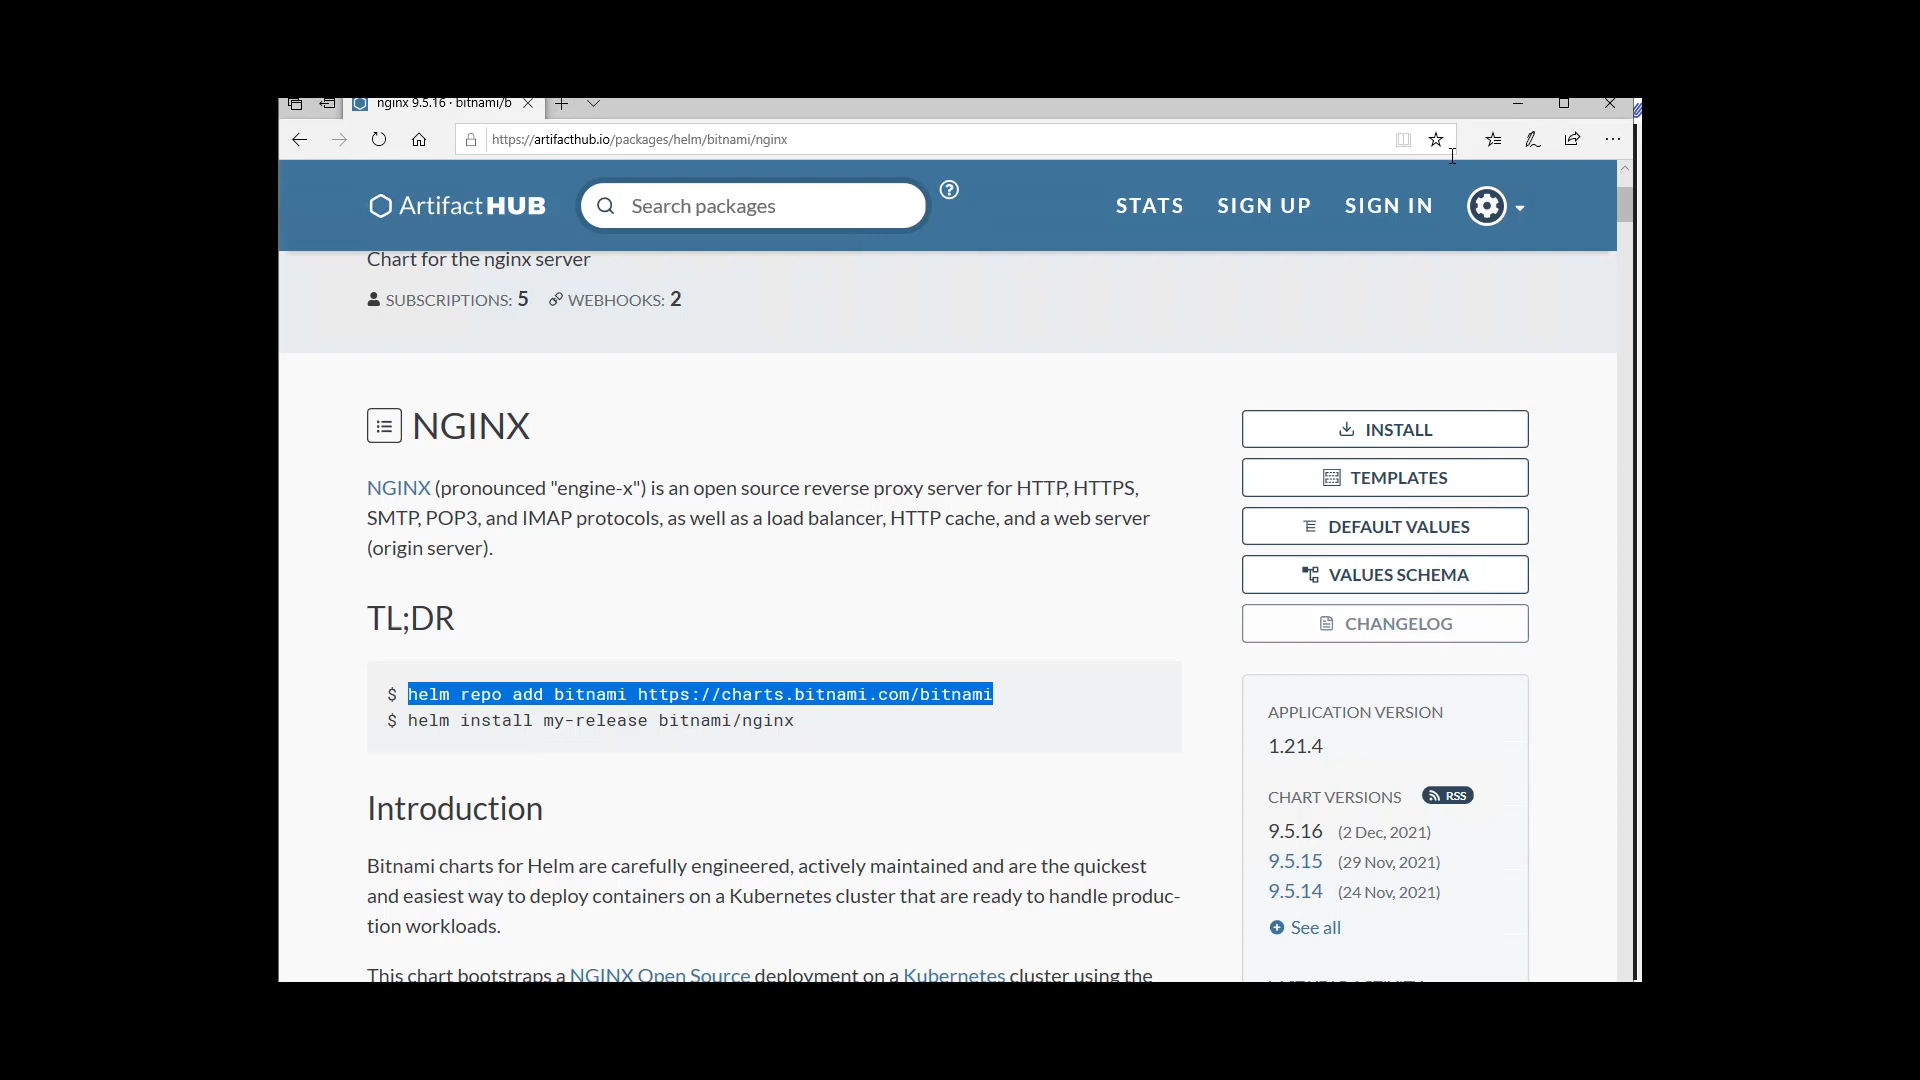 nginx 9.5.16 · bitnami/b
https://artifacthub.io/packages/helm/bitnami/nginx
Artifact HUB
Search packages
STATS
SIGN UP
SIGN IN
Chart for the nginx server
SUBSCRIPTIONS: 5
WEBHOOKS: 2
NGINX
NGINX (pronounced "engine-x") is an open source reverse proxy server for HTTP, HTTPS,
SMTP, POP3, and IMAP protocols, as well as a load balancer, HTTP cache, and a web server
(origin server).
TL;DR
$ helm repo add bitnami https://charts.bitnami.com/bitnami
$ helm install my-release bitnami/nginx
Introduction
Bitnami charts for Helm are carefully engineered, actively maintained and are the quickest
and easiest way to deploy containers on a Kubernetes cluster that are ready to handle produc-
tion workloads.
This chart bootstraps a NGINX Open Source deployment on a Kubernetes cluster using the
INSTALL
TEMPLATES
DEFAULT VALUES
VALUES SCHEMA
CHANGELOG
APPLICATION VERSION
1.21.4
CHART VERSIONS
RSS
9.5.16 (2 Dec, 2021)
9.5.15 (29 Nov, 2021)
9.5.14 (24 Nov, 2021)
See all